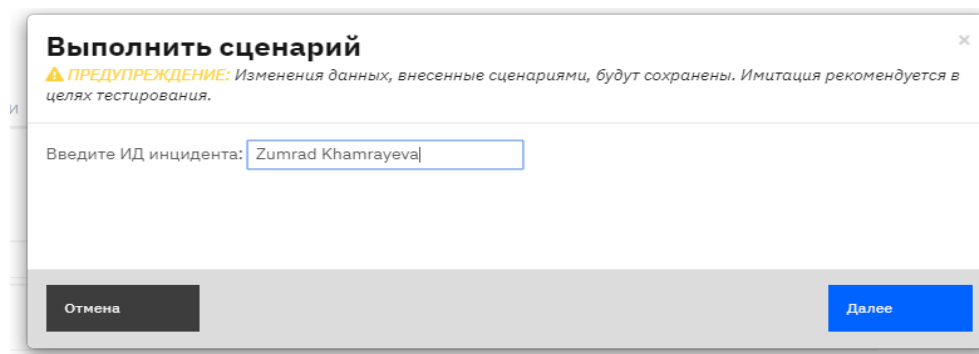 Выполнить сценарий
×
ПРЕДУПРЕЖДЕНИЕ: Изменения данных, внесенные сценариями, будут сохранены. Имитация рекомендуется в
целях тестирования.
и
Введите ИД инцидента: Zumrad Khamrayeva
Отмена
Далее